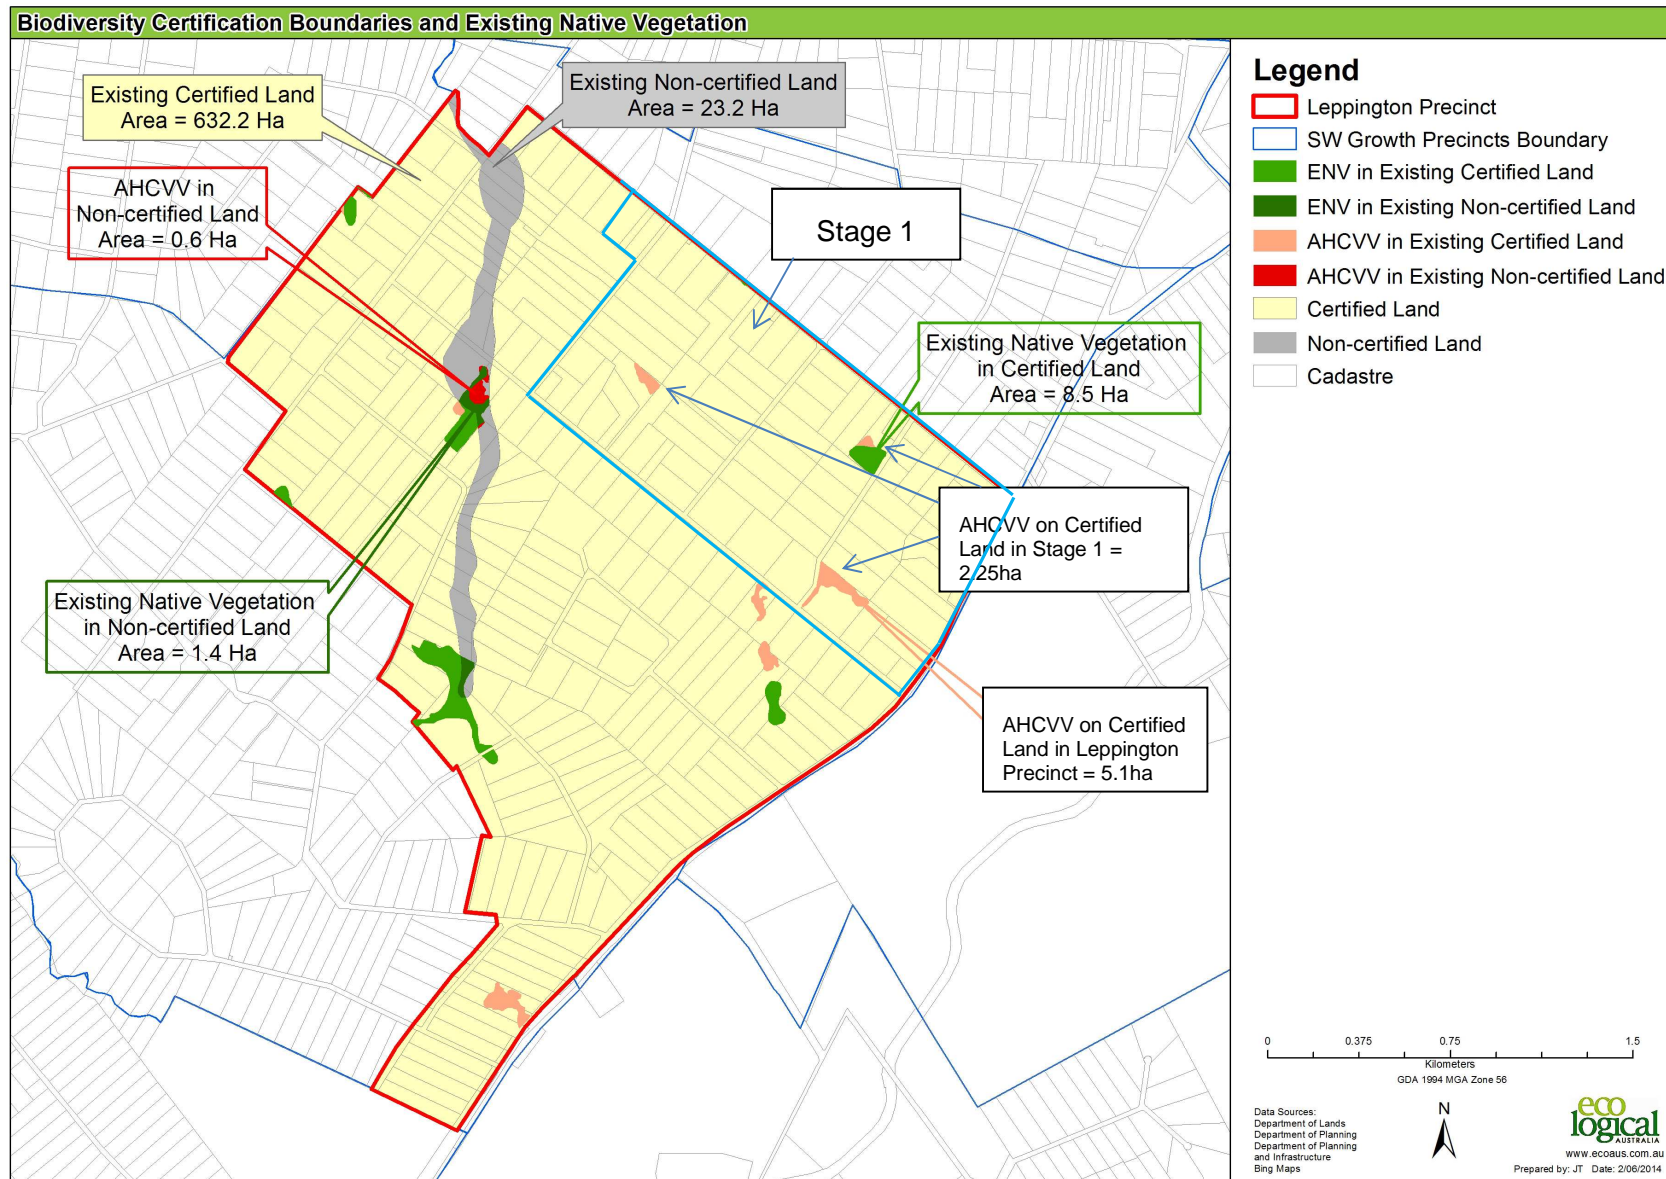 Biodiversity Certification Boundaries and Existing Native Vegetation
Existing Certified Land
Area = 632.2 Ha
Existing Non-certified Land
Area = 23.2 Ha
AHCVV in
Non-certified Land
Area = 0.6 Ha
Stage 1
Existing Native Vegetation
in Certified Land
Area = 8.5 Ha
AHCVV on Certified
Land in Stage 1 =
2.25ha
Existing Native Vegetation
in Non-certified Land
Area = 1.4 Ha
AHCVV on Certified
Land in Leppington
Precinct = 5.1ha
Legend
Leppington Precinct
SW Growth Precincts Boundary
ENV in Existing Certified Land
ENV in Existing Non-certified Land
AHCVV in Existing Certified Land
AHCVV in Existing Non-certified Land
Certified Land
Non-certified Land
Cadastre
0 0.375 0.75 1.5
Kilometers
GDA 1994 MGA Zone 56
Data Sources:
Department of Lands
Department of Planning
Department of Planning
and Infrastructure
Bing Maps
N
eco
logical
AUSTRALIA
www.ecoaus.com.au
Prepared by: JT Date: 2/06/2014